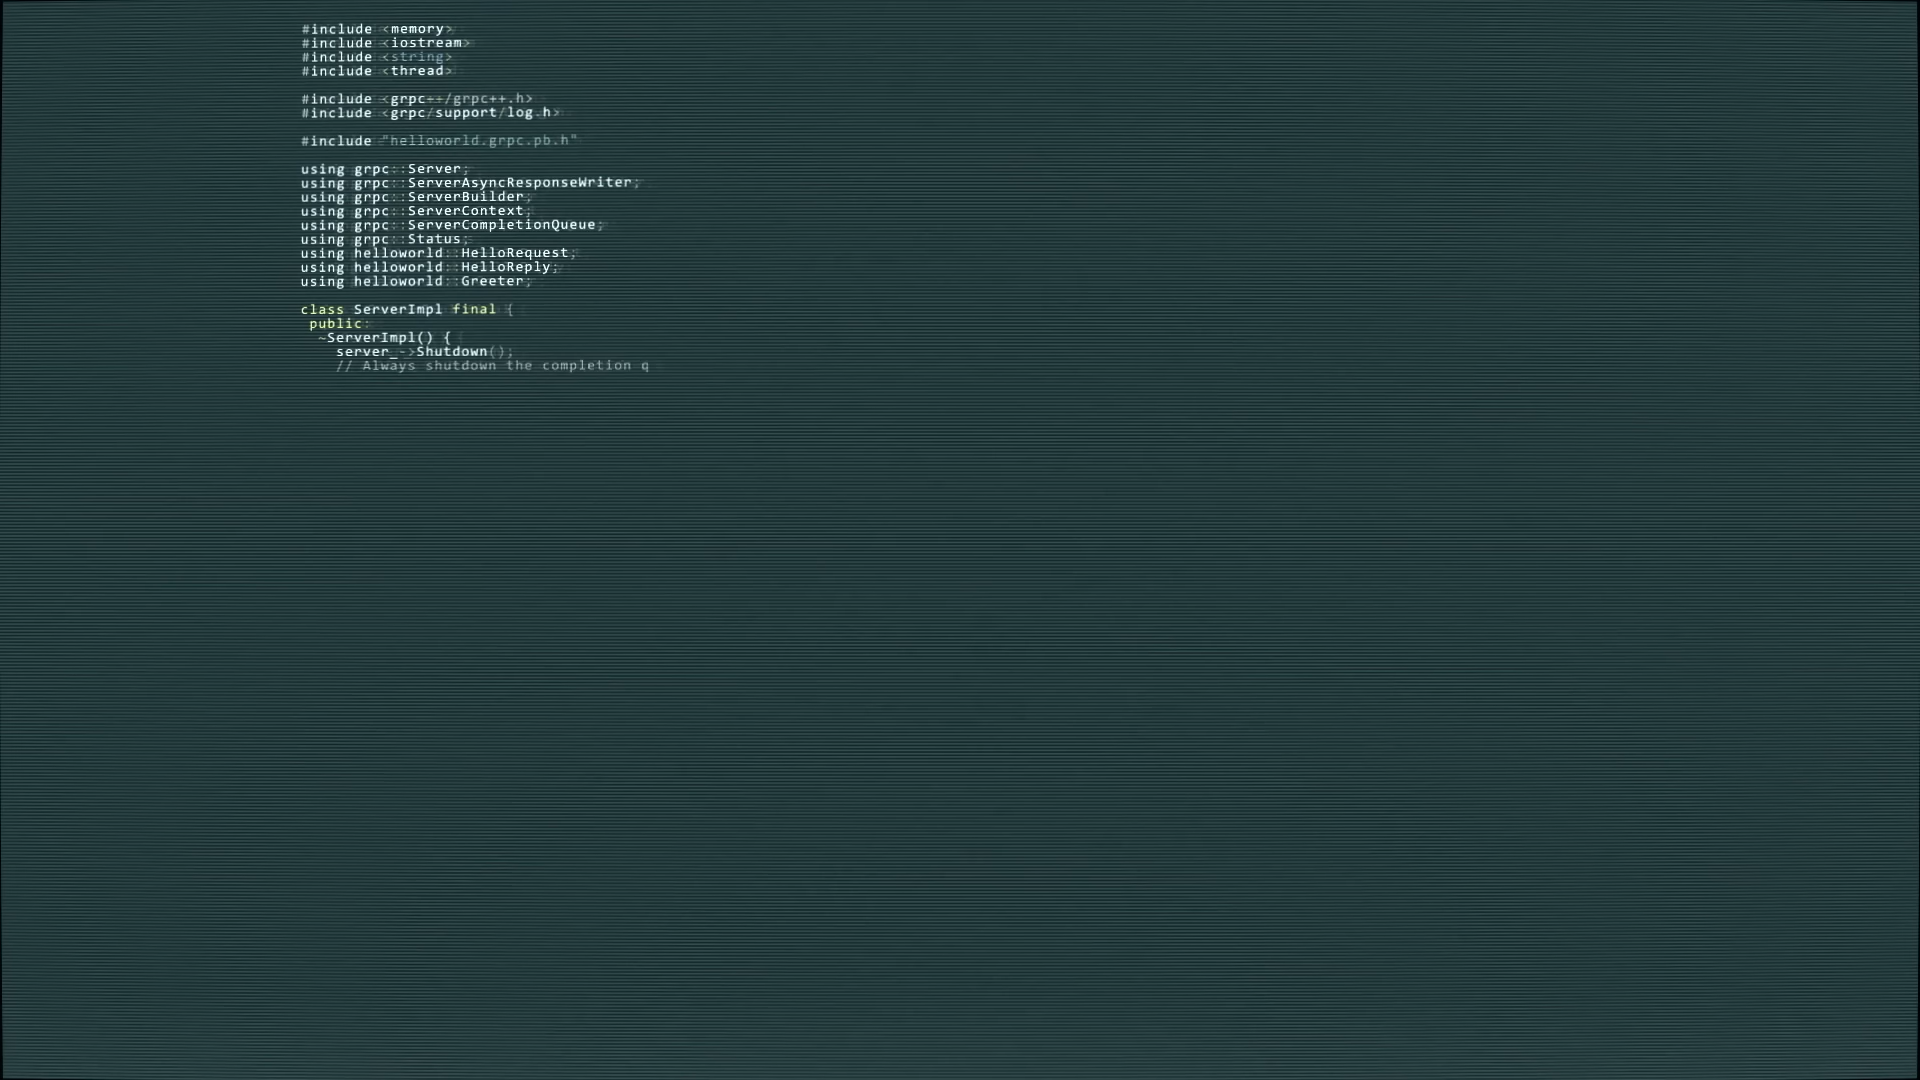 #include <memory>
#include <iostream>
#include <string>
#include <thread>
#include <grpc++/grpc++.h>
#include <grpc/support/log.h>
#include "helloworld.grpc.pb.h"
using grpc::Server;
using grpc::ServerAsyncResponseWriter;
using grpc::ServerBuilder;
using grpc::ServerContext;
using grpc::ServerCompletionQueue;
using grpc::Status;
using helloworld::HelloRequest;
using helloworld::HelloReply;
using helloworld::Greeter;
class ServerImpl final {
public:
~ServerImpl() {
server_->Shutdown();
// Always shutdown the completion q